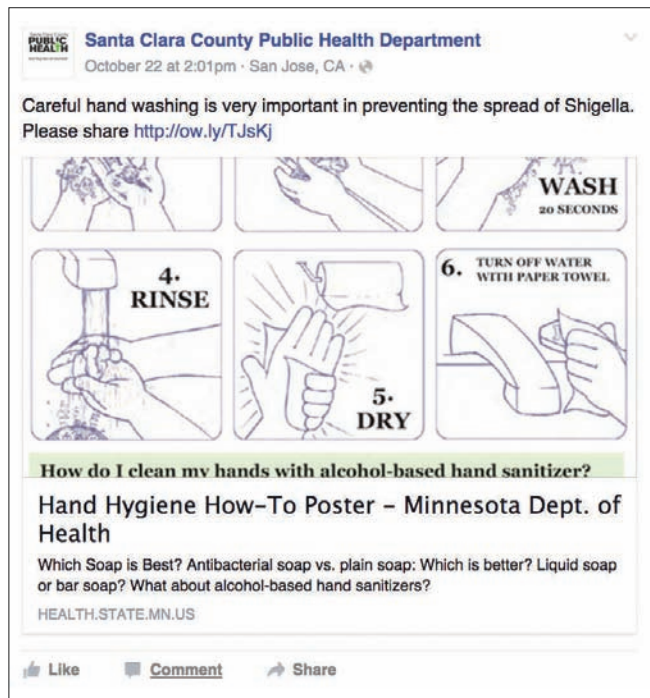 PUBLIC
HEALTH
Santa Clara County Public Health Department
October 22 at 2:01pm · San Jose, CA ·
Careful hand washing is very important in preventing the spread of Shigella.
Please share http://ow.ly/TJsKj
WASH
20 SECONDS
4.
RINSE
5.
DRY
6. TURN OFF WATER
WITH PAPER TOWEL
How do I clean my hands with alcohol-based hand sanitizer?
Hand Hygiene How-To Poster – Minnesota Dept. of
Health
Which Soap is Best? Antibacterial soap vs. plain soap: Which is better? Liquid soap
or bar soap? What about alcohol-based hand sanitizers?
HEALTH.STATE.MN.US
Like Comment Share